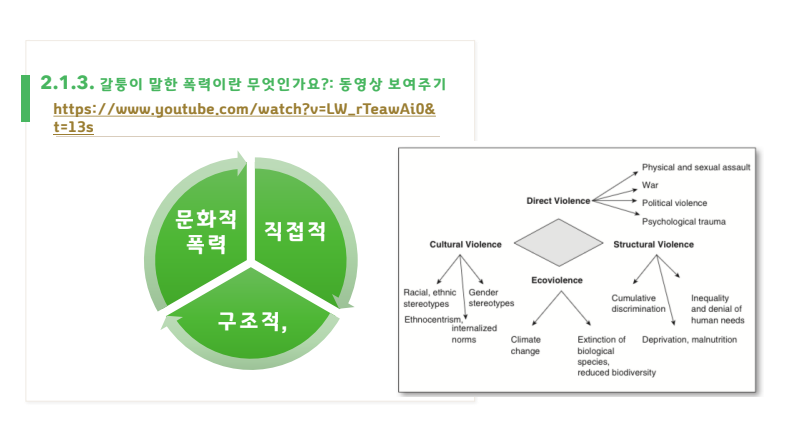 2.1.3. 갈퉁이 말한 폭력이란 무엇인가요?: 동영상 보여주기
https://www.youtube.com/watch?v=LW_rTeawAi0&
t=13s
문화적
폭력
직접적
구조적,
Physical and sexual assault
War
Direct Violence
Political violence
Psychological trauma
Cultural Violence
Structural Violence
Ecoviolence
Racial, ethnic
stereotypes
Gender
stereotypes
Ethnocentrism,
internalized
norms
Climate
change
Extinction of
biological
species,
reduced biodiversity
Cumulative
discrimination
Inequality
and denial of
human needs
Deprivation, malnutrition